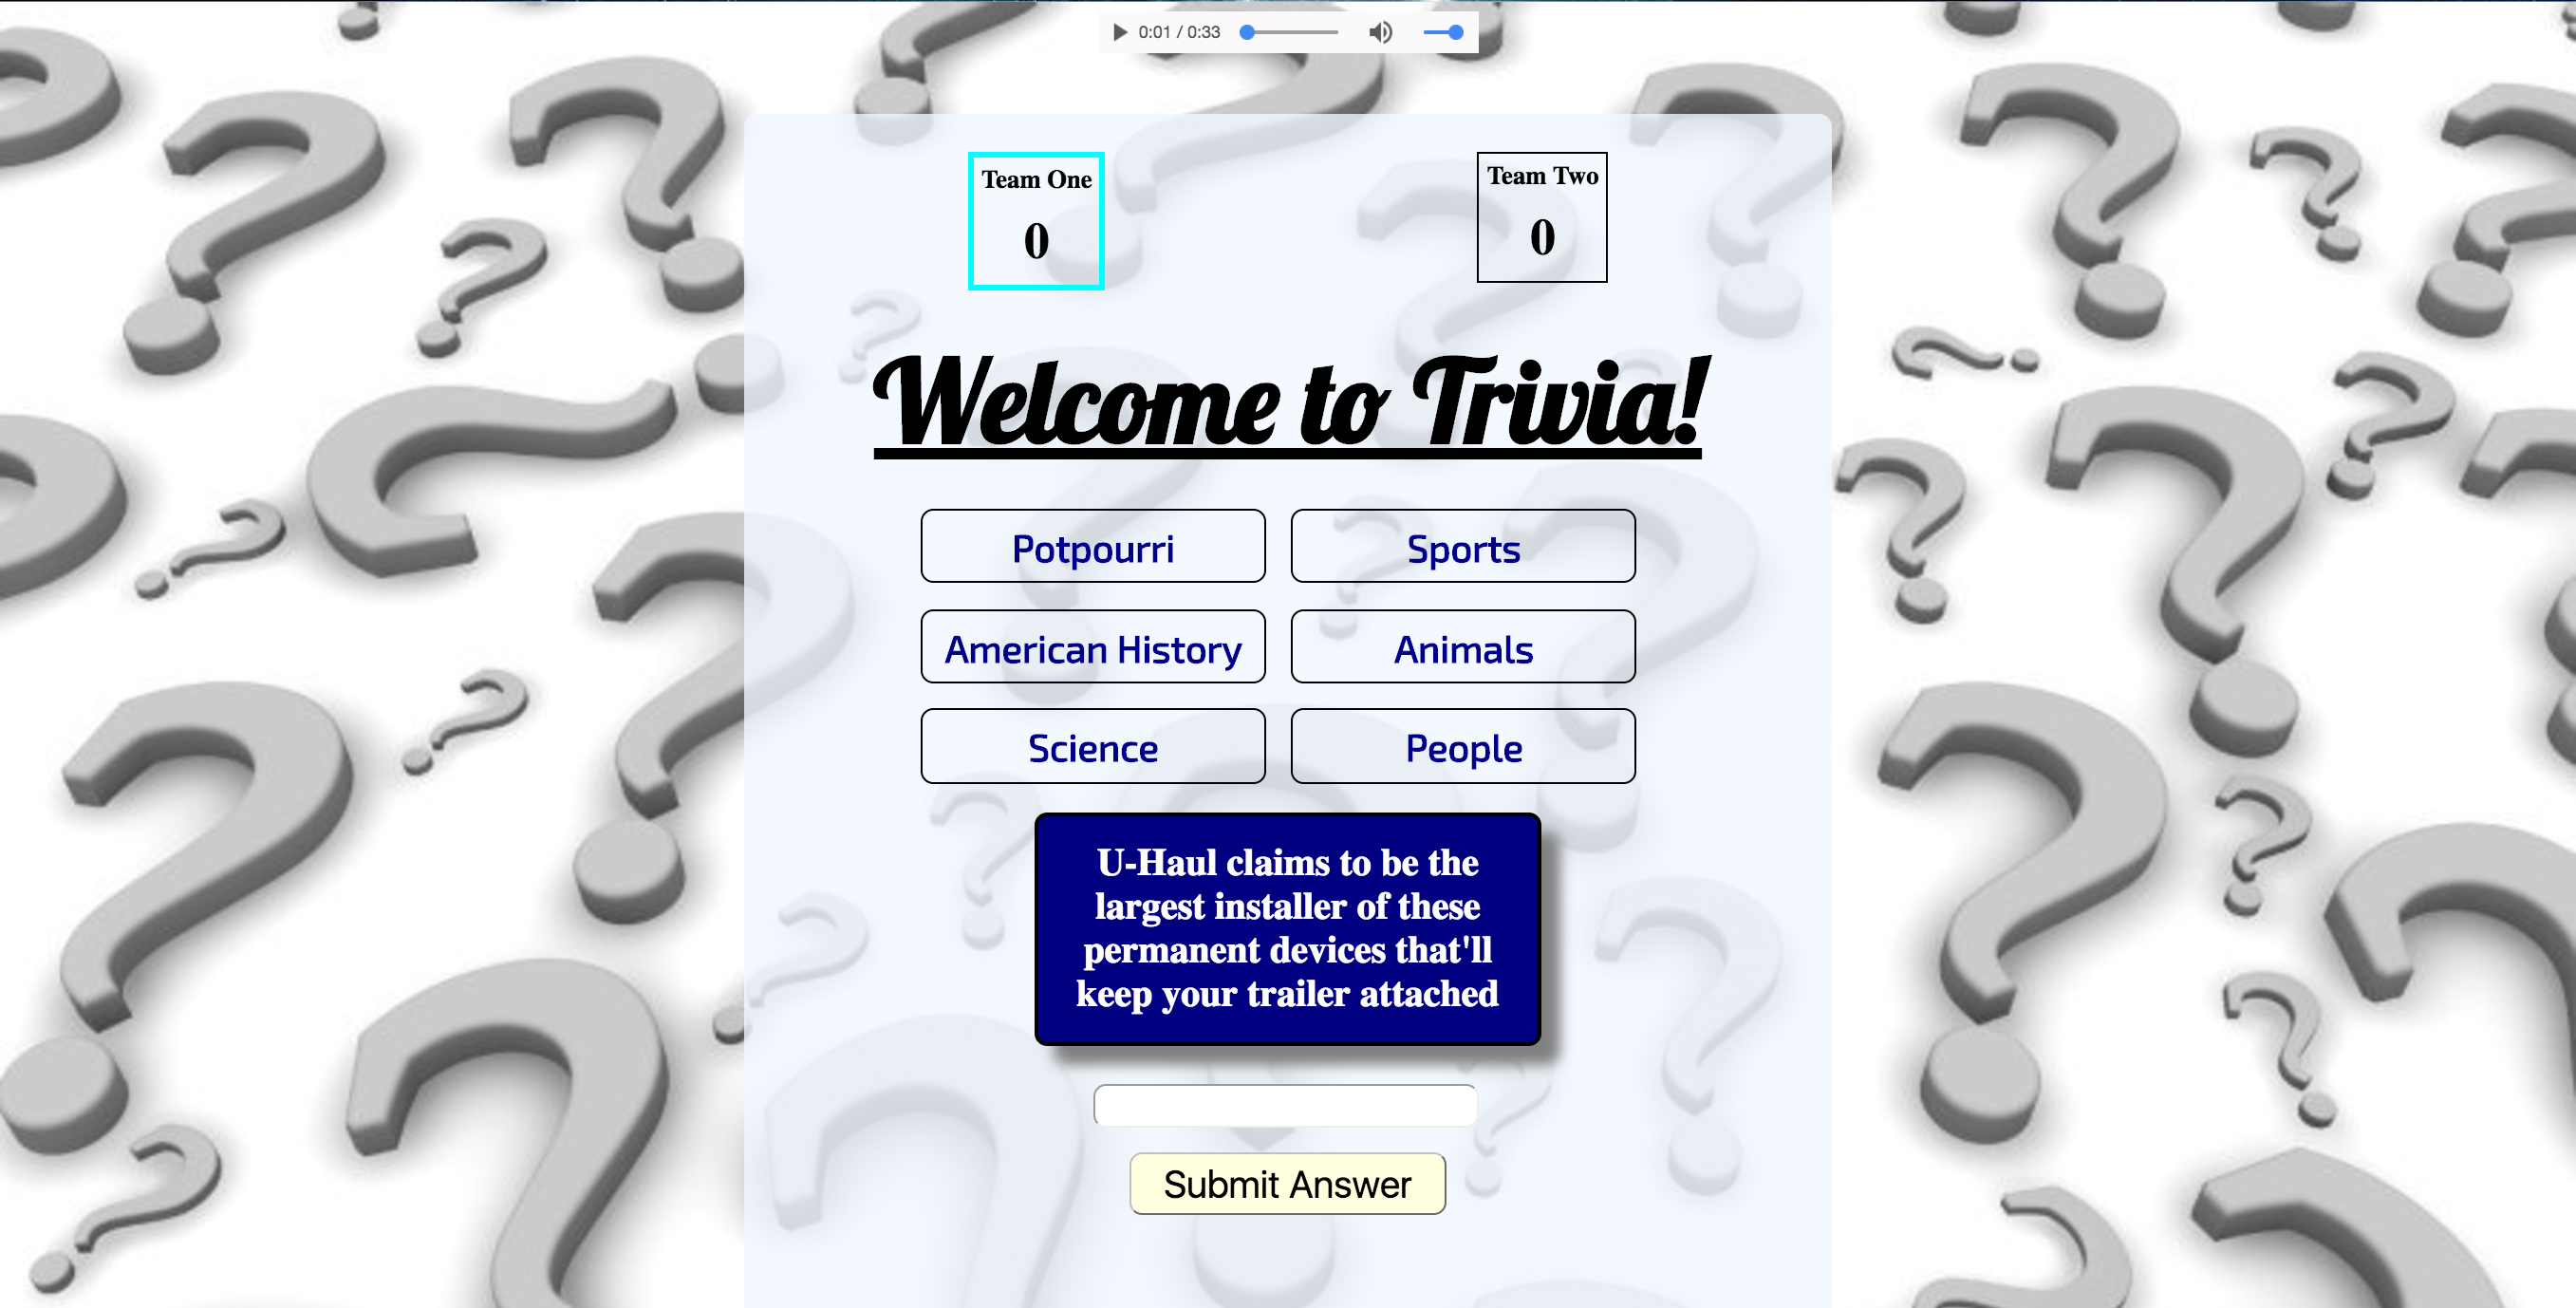 0:01 / 0:33
Team One
0
Team Two
0
Welcome to Trivia!
Potpourri
Sports
American History
Animals
Science
People
U-Haul claims to be the
largest installer of these
permanent devices that'll
keep your trailer attached
Submit Answer